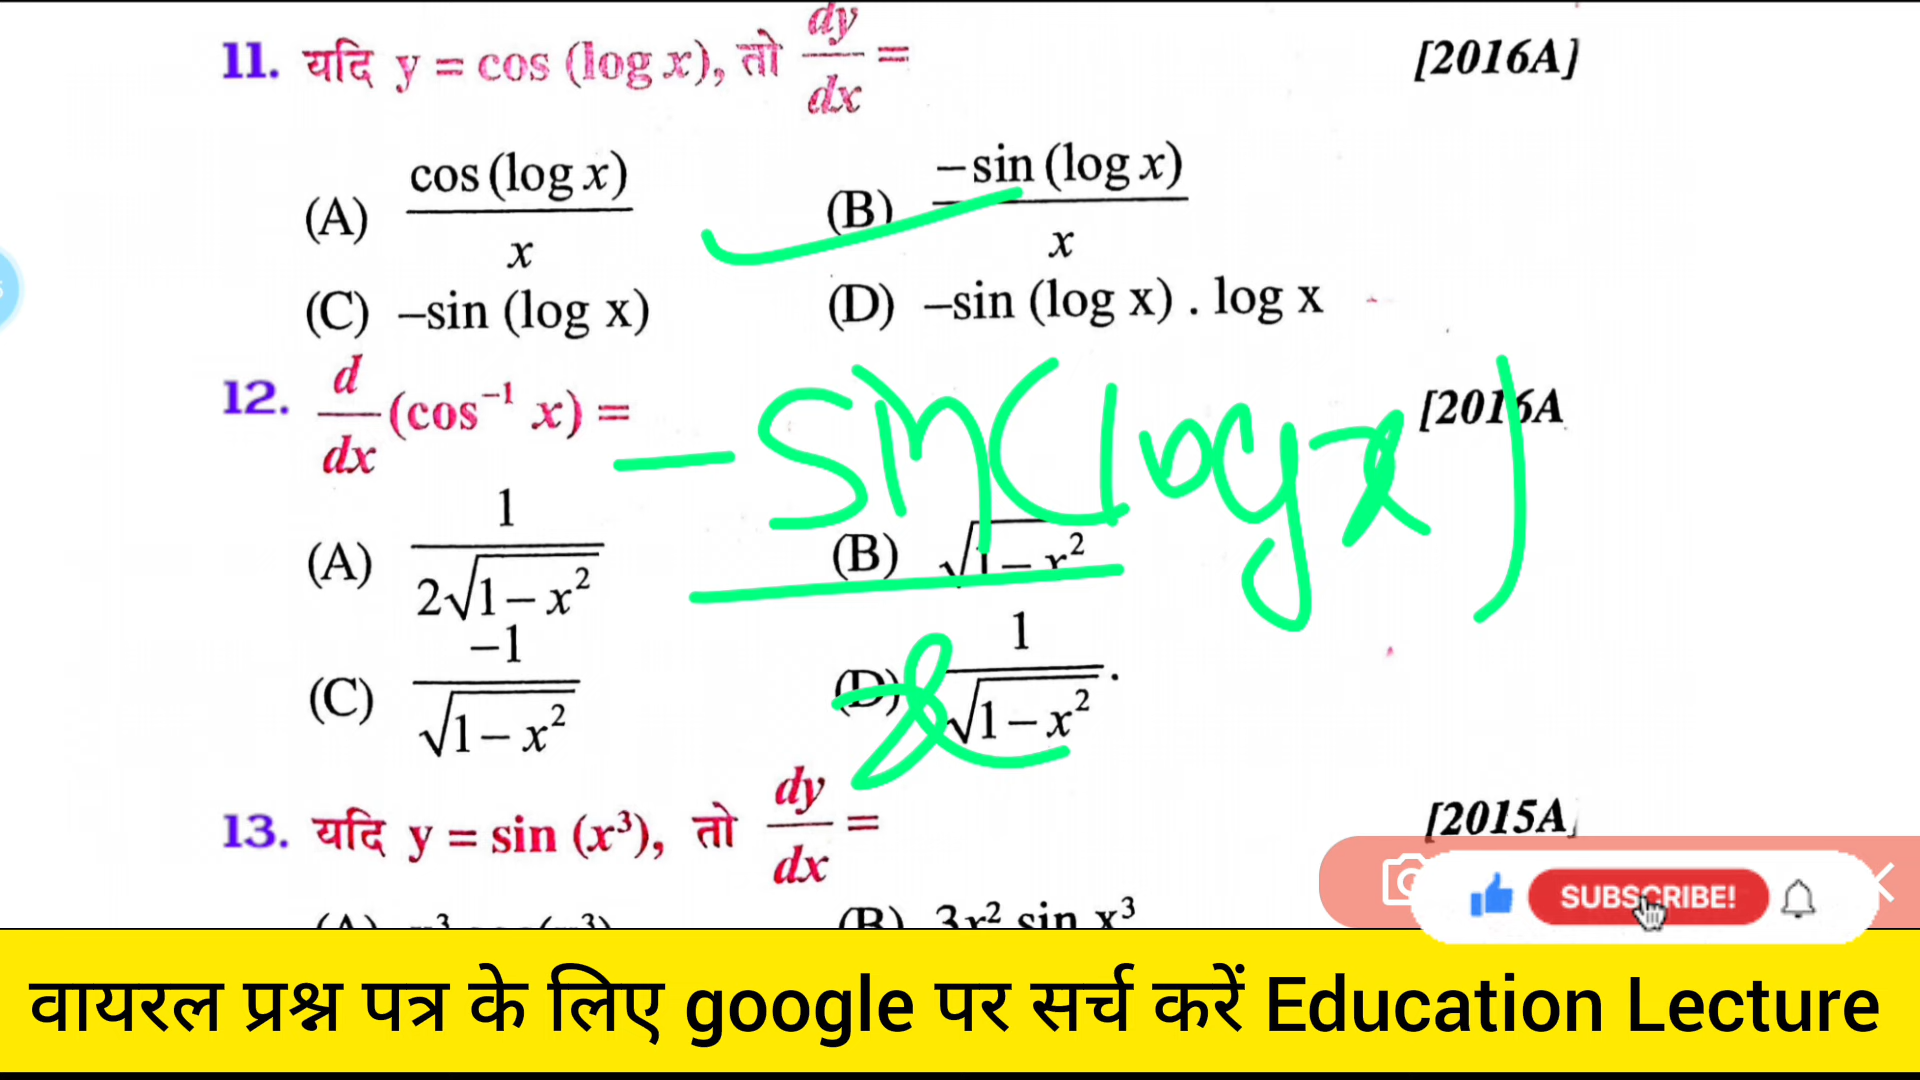 11. यदि y = cos (log x), तो dy/dx = [2016A]
(A) cos (log x)/x (B) –sin (log x)/x
(C) –sin (log x) (D) –sin (log x) . log x
12. d/dx (cos⁻¹ x) = [2016A
–sin(logx)
x
(A) 1/2√1–x² (B) √1–x²
(C) –1/√1–x² (D) 1/√1–x² .
13. यदि y = sin (x³), तो dy/dx = [2015A]
(B) 3x² sin x³
SUBSCRIBE!
वायरल प्रश्न पत्र के लिए google पर सर्च करें Education Lecture